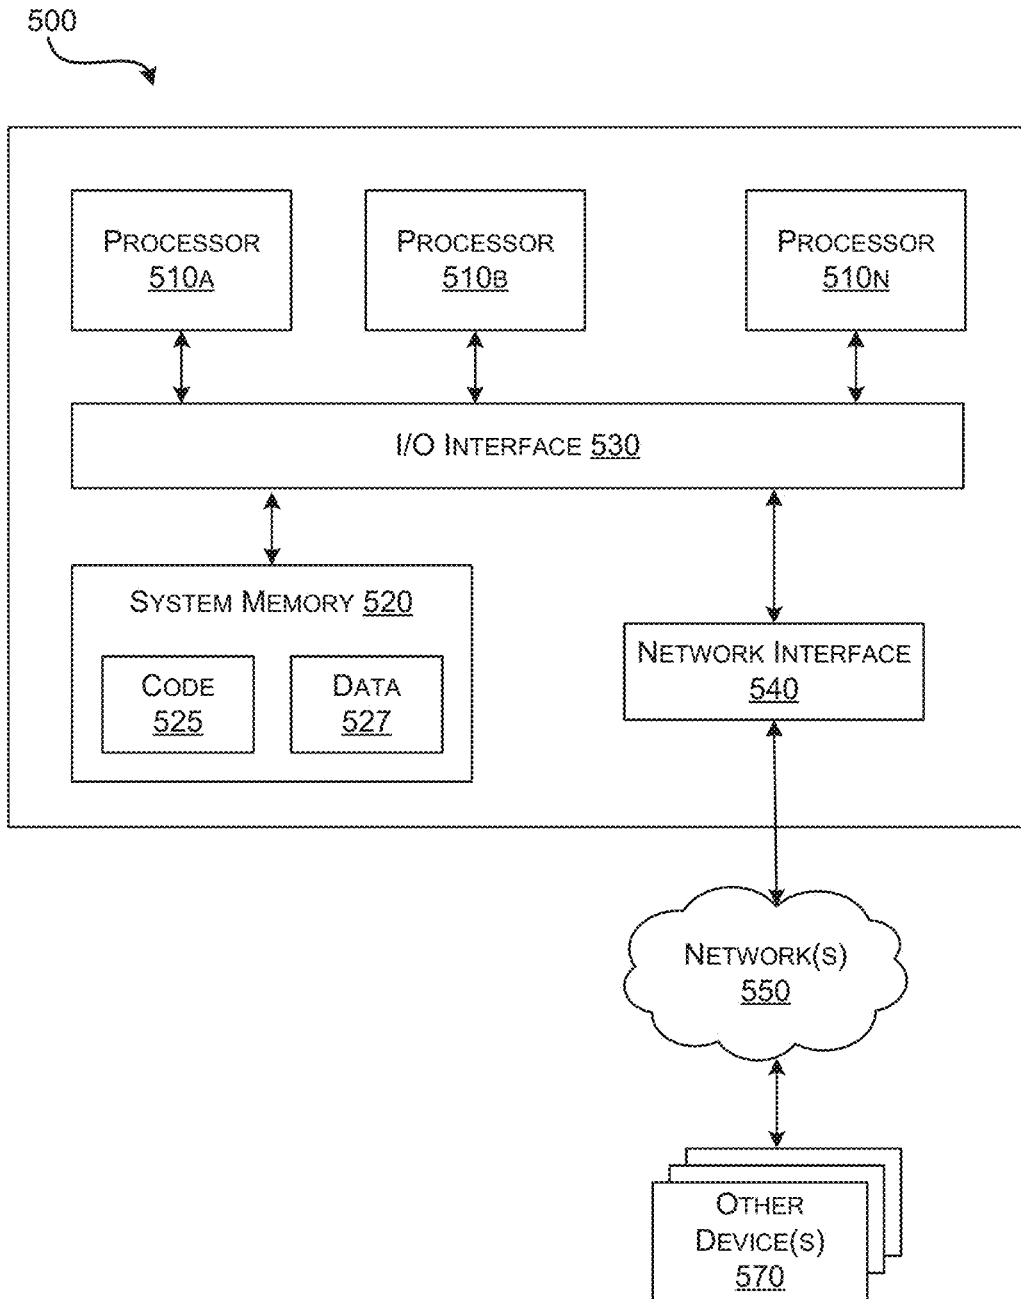 500
PROCESSOR
510A
PROCESSOR
510B
PROCESSOR
510N
I/O INTERFACE 530
SYSTEM MEMORY 520
CODE
525
DATA
527
NETWORK INTERFACE
540
NETWORK(S)
550
OTHER
DEVICE(S)
570